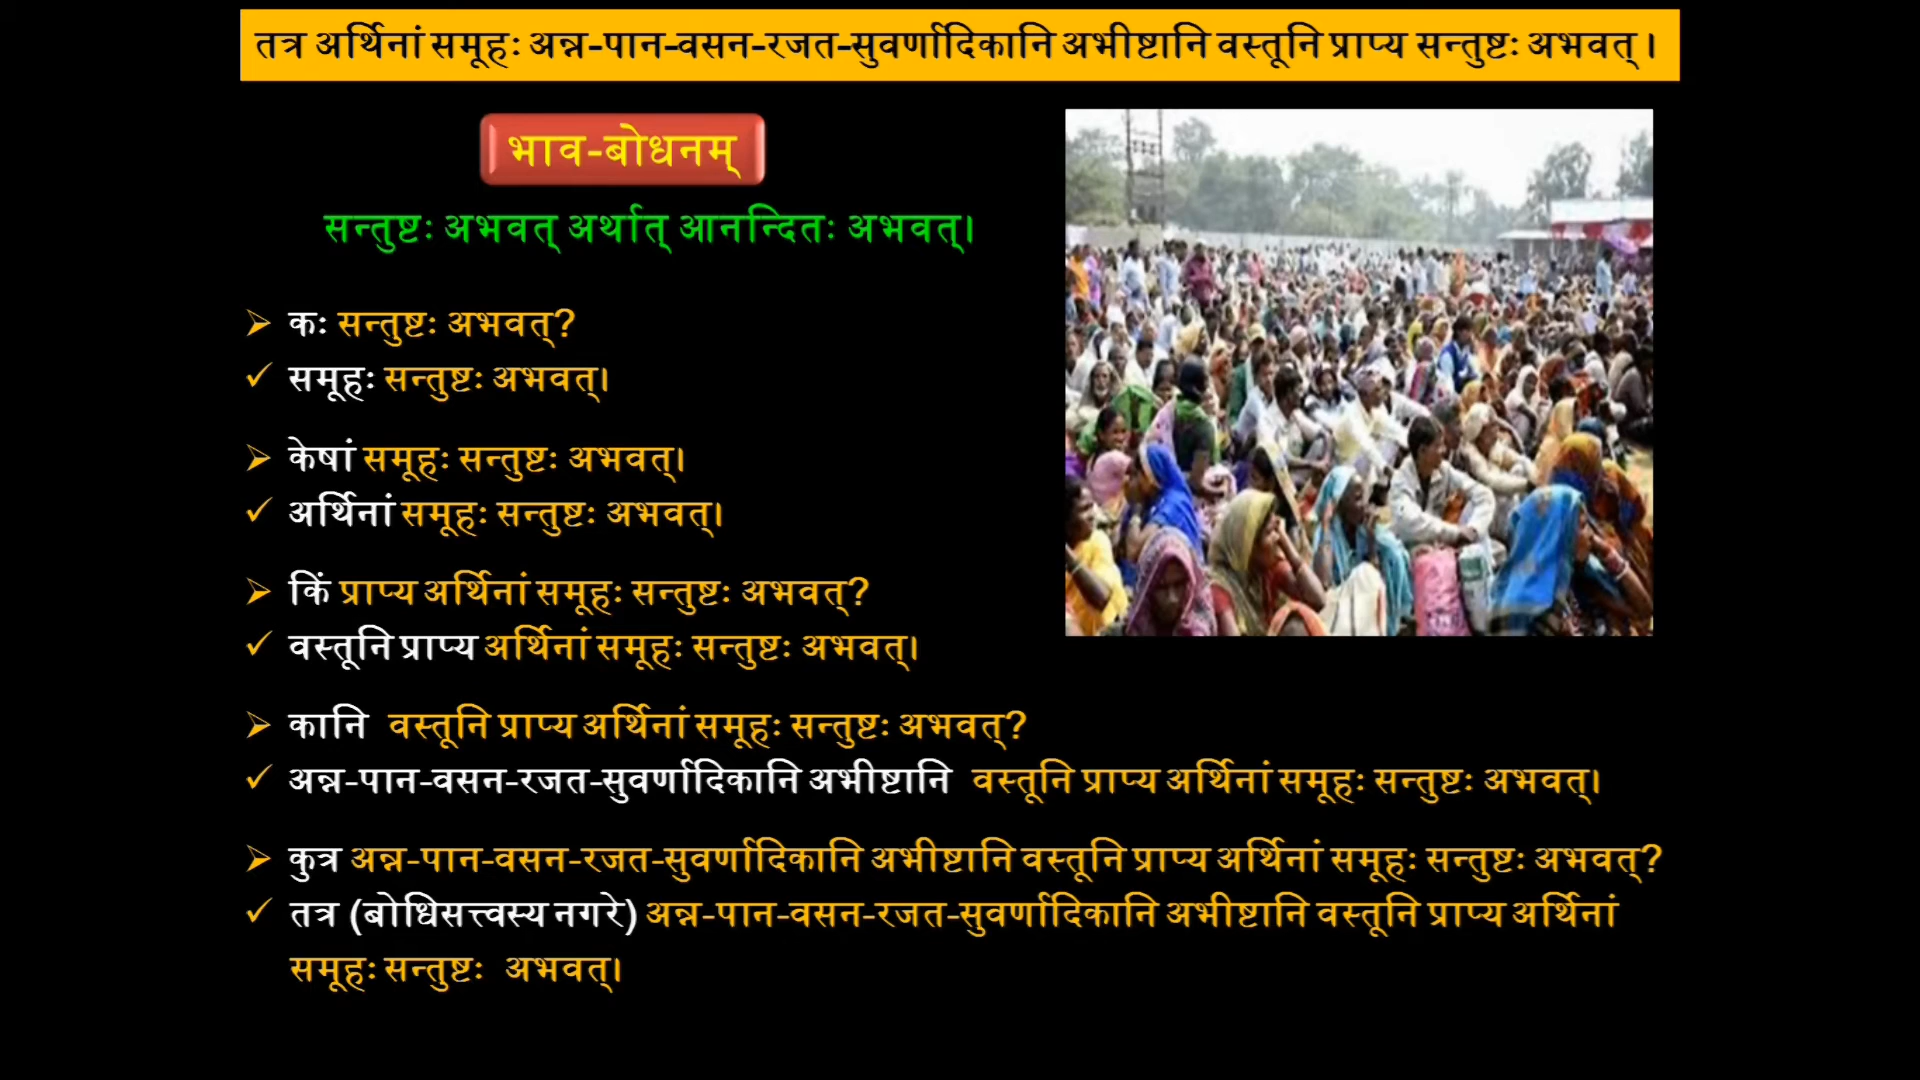 तत्र अर्थिनां समूहः अन्न-पान-वसन-रजत-सुवर्णादिकानि अभीष्टानि वस्तूनि प्राप्य सन्तुष्टः अभवत् ।
भाव-बोधनम्
सन्तुष्टः अभवत् अर्थात् आनन्दितः अभवत्।
➢ कः सन्तुष्टः अभवत्?
✓ समूहः सन्तुष्टः अभवत्।
➢ केषां समूहः सन्तुष्टः अभवत्।
✓ अर्थिनां समूहः सन्तुष्टः अभवत्।
➢ किं प्राप्य अर्थिनां समूहः सन्तुष्टः अभवत्?
✓ वस्तूनि प्राप्य अर्थिनां समूहः सन्तुष्टः अभवत्।
➢ कानि वस्तूनि प्राप्य अर्थिनां समूहः सन्तुष्टः अभवत्?
✓ अन्न-पान-वसन-रजत-सुवर्णादिकानि अभीष्टानि वस्तूनि प्राप्य अर्थिनां समूहः सन्तुष्टः अभवत्।
➢ कुत्र अन्न-पान-वसन-रजत-सुवर्णादिकानि अभीष्टानि वस्तूनि प्राप्य अर्थिनां समूहः सन्तुष्टः अभवत्?
✓ तत्र (बोधिसत्त्वस्य नगरे) अन्न-पान-वसन-रजत-सुवर्णादिकानि अभीष्टानि वस्तूनि प्राप्य अर्थिनां
समूहः सन्तुष्टः अभवत्।